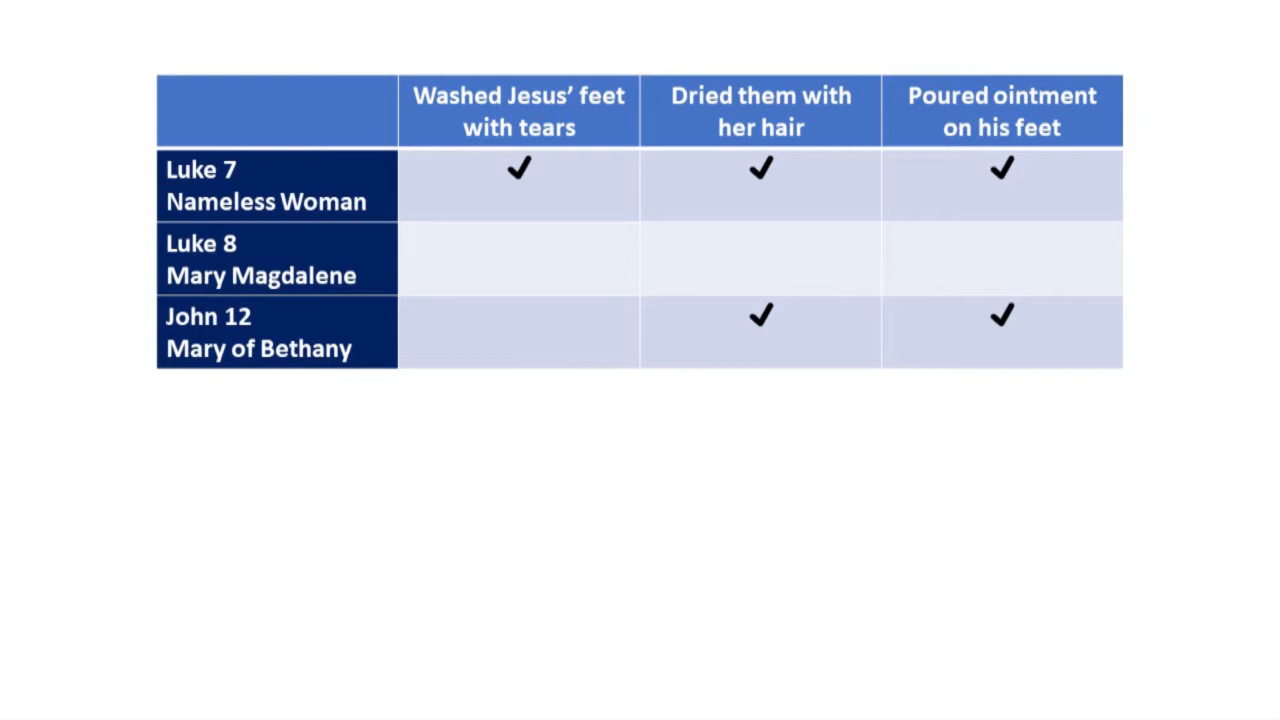 Washed Jesus’ feet
with tears
Dried them with
her hair
Poured ointment
on his feet
Luke 7
Nameless Woman
✔ ✔ ✔
Luke 8
Mary Magdalene
John 12
Mary of Bethany
✔ ✔